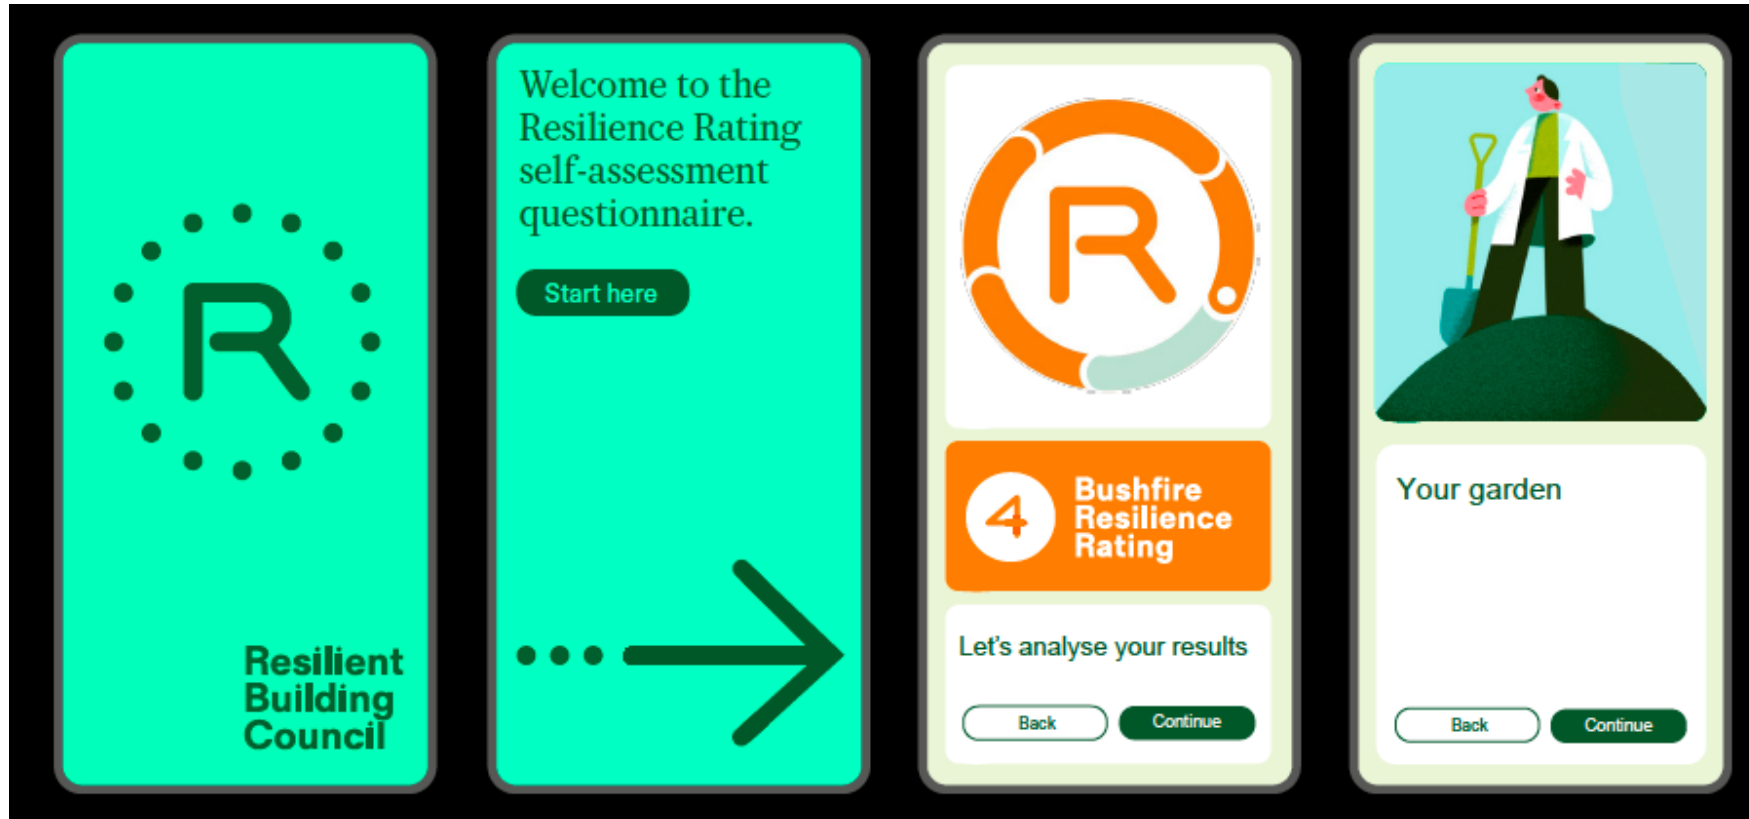 R
Resilient
Building
Council
Welcome to the
Resilience Rating
self-assessment
questionnaire.
Start here
R
4
Bushfire
Resilience
Rating
Let's analyse your results
Back
Continue
Your garden
Back
Continue